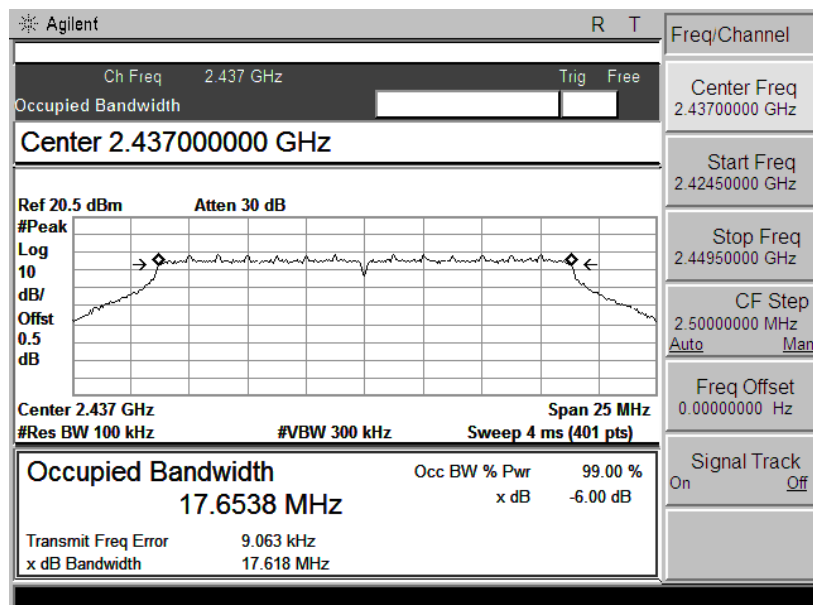 Agilent R T
Ch Freq 2.437 GHz Trig Free
Occupied Bandwidth
Center 2.437000000 GHz
Ref 20.5 dBm Atten 30 dB
#Peak
Log
10
dB/
Offst
0.5
dB
Center 2.437 GHz Span 25 MHz
#Res BW 100 kHz #VBW 300 kHz Sweep 4 ms (401 pts)
Occupied Bandwidth
17.6538 MHz
Occ BW % Pwr 99.00 %
x dB -6.00 dB
Transmit Freq Error 9.063 kHz
x dB Bandwidth 17.618 MHz
Freq/Channel
Center Freq
2.43700000 GHz
Start Freq
2.42450000 GHz
Stop Freq
2.44950000 GHz
CF Step
2.50000000 MHz
Auto Man
Freq Offset
0.00000000 Hz
Signal Track
On Off